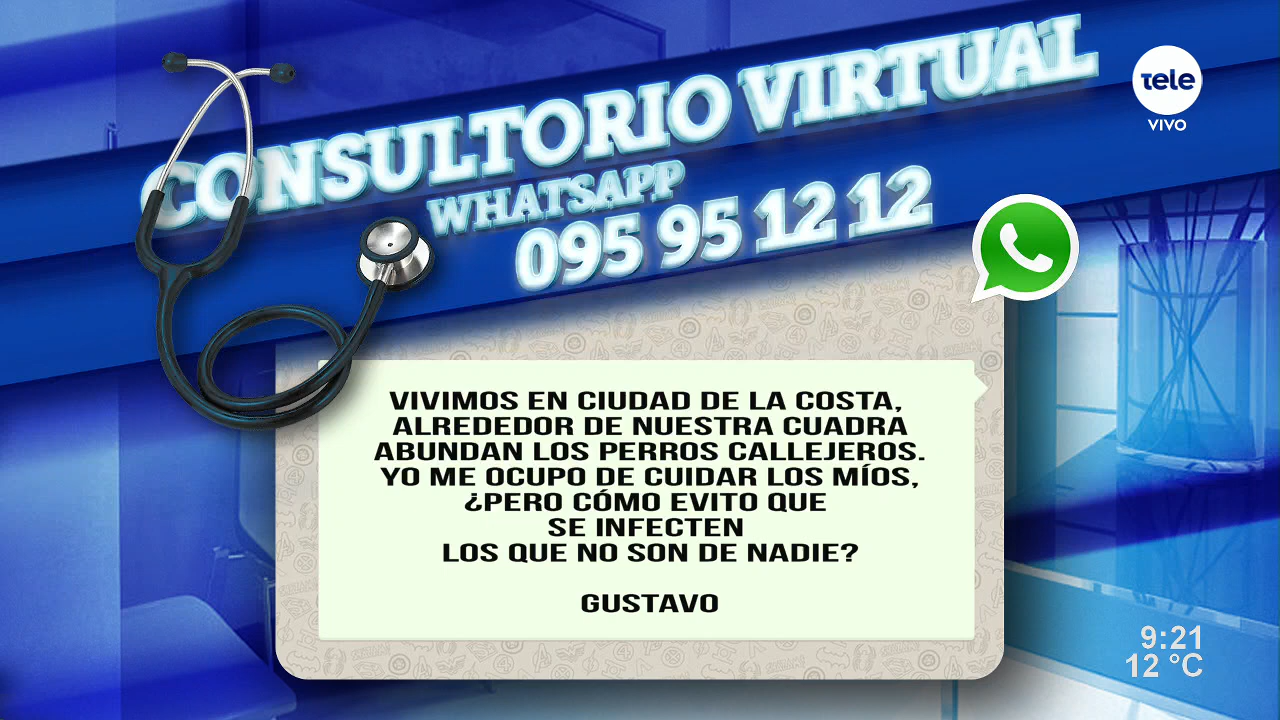 CONSULTORIO VIRTUAL
WHATSAPP
095 95 12 12
tele
VIVO
VIVIMOS EN CIUDAD DE LA COSTA,
ALREDEDOR DE NUESTRA CUADRA
ABUNDAN LOS PERROS CALLEJEROS.
YO ME OCUPO DE CUIDAR LOS MÍOS,
¿PERO CÓMO EVITO QUE
SE INFECTEN
LOS QUE NO SON DE NADIE?
GUSTAVO
9:21
12 °C